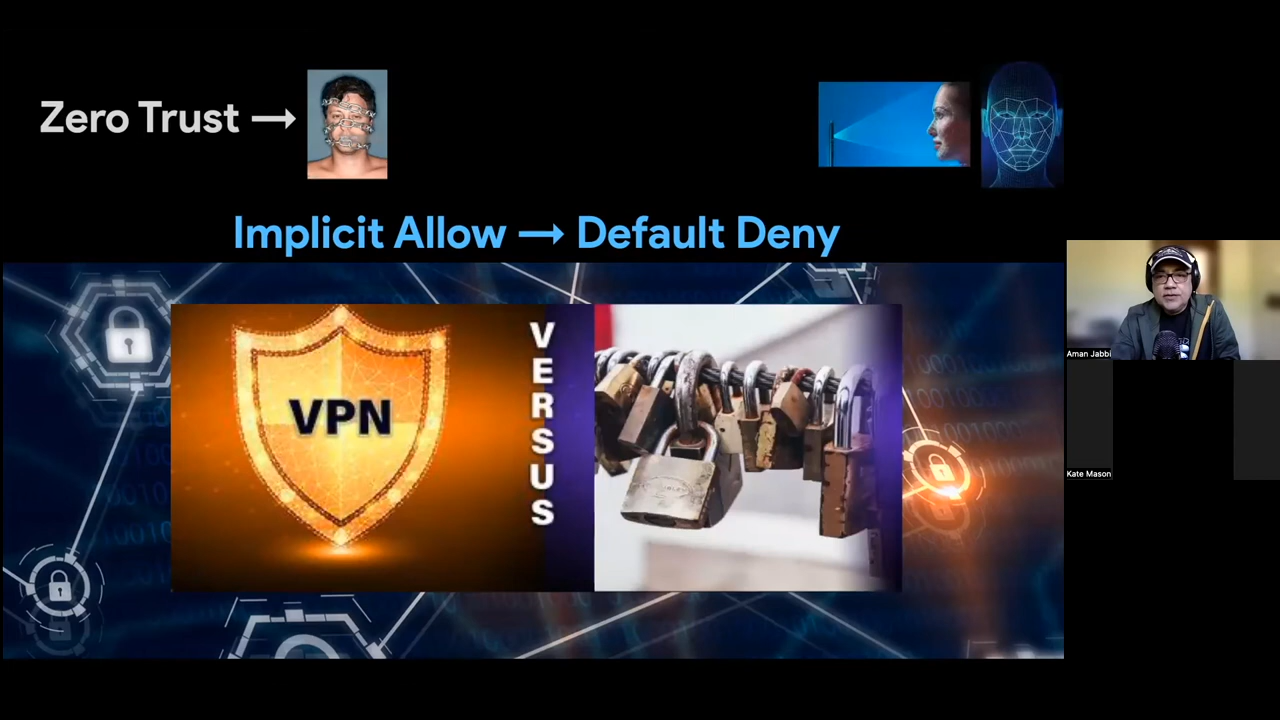 Zero Trust →
Implicit Allow → Default Deny
VPN
VERSUS
Aman Jabbi
Kate Mason